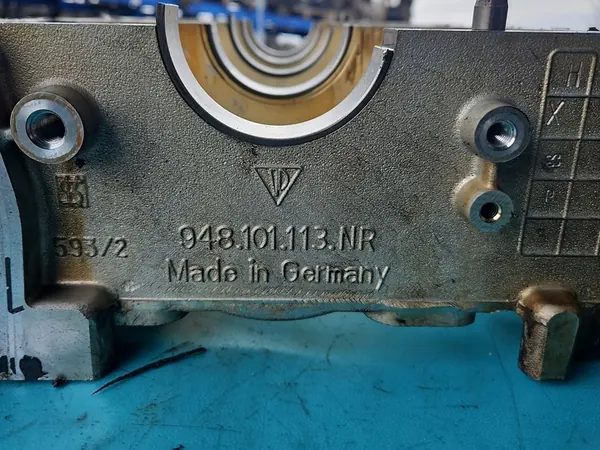 H
X
P
593/2
948.101.113.NR
Made in Germany